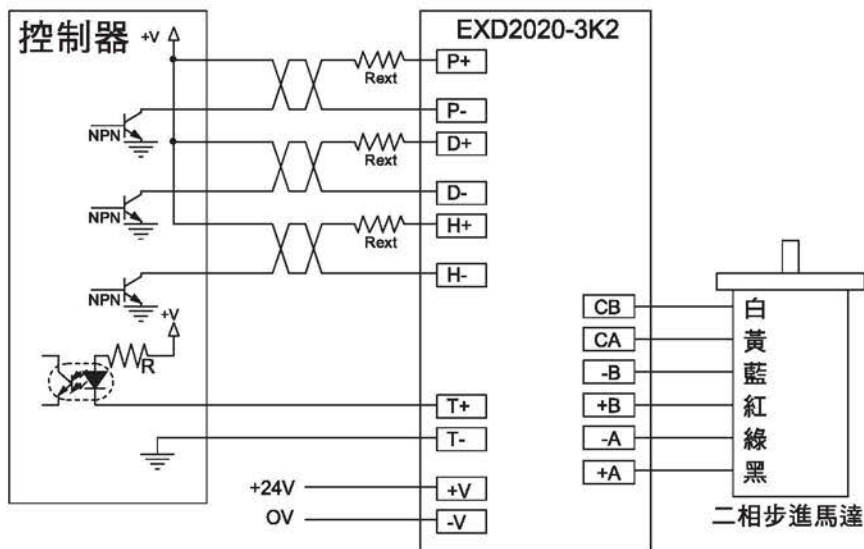 控制器
+V
EXD2020-3K2
Rext
P+
P-
NPN
Rext
D+
D-
NPN
Rext
H+
H-
NPN
+V
R
T+
T-
+24V
+V
0V
-V
CB
白
CA
黃
-B
藍
+B
紅
-A
綠
+A
黑
二相步進馬達